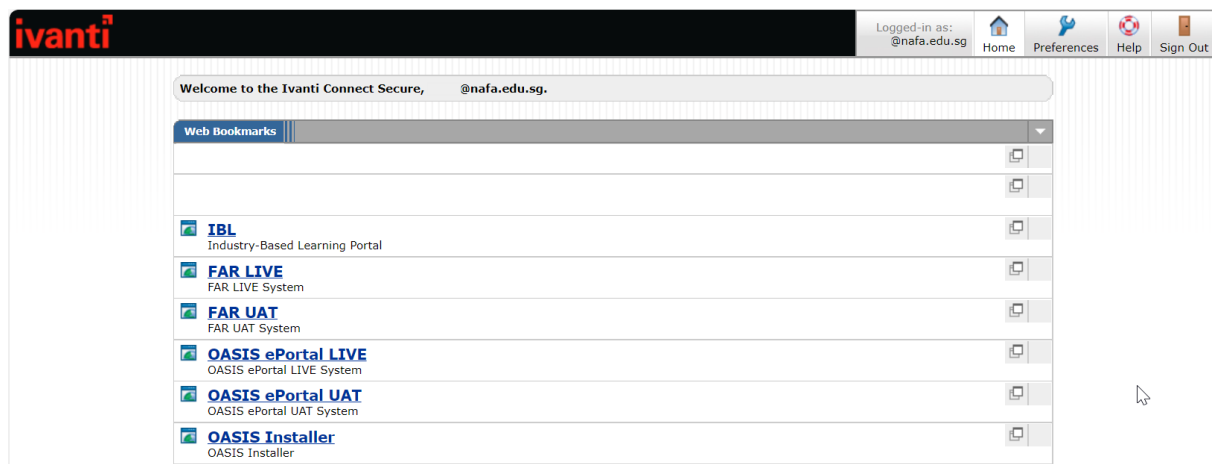 ivanti
Logged-in as:
@nafa.edu.sg
Home
Preferences
Help
Sign Out
Welcome to the Ivanti Connect Secure, @nafa.edu.sg.
Web Bookmarks
IBL
Industry-Based Learning Portal
FAR LIVE
FAR LIVE System
FAR UAT
FAR UAT System
OASIS ePortal LIVE
OASIS ePortal LIVE System
OASIS ePortal UAT
OASIS ePortal UAT System
OASIS Installer
OASIS Installer